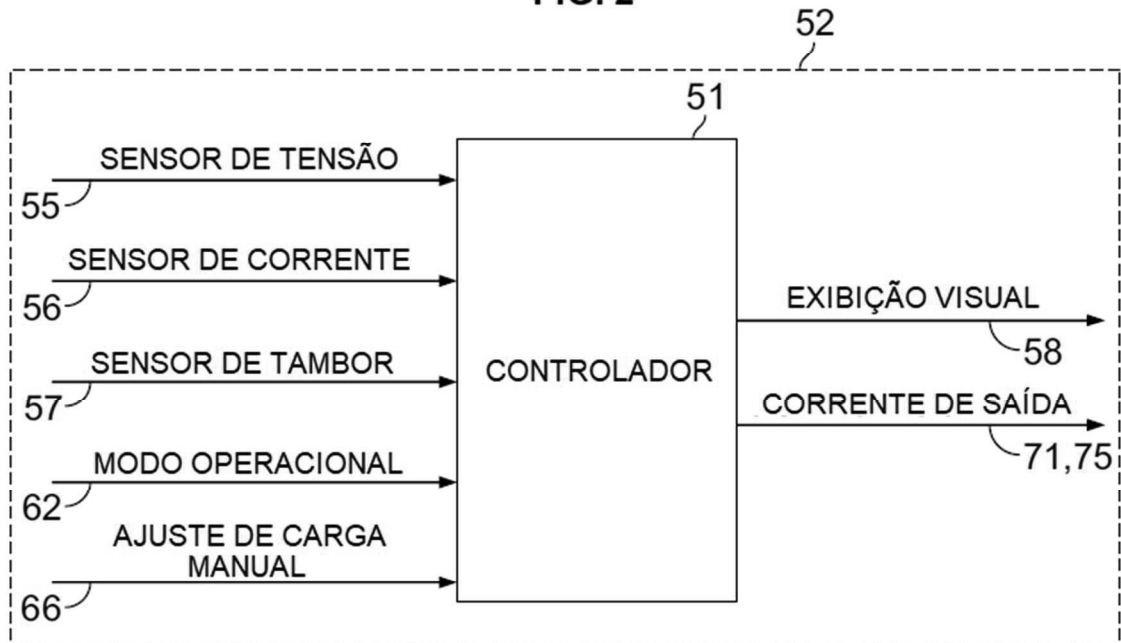 FIG. 2
52
51
SENSOR DE TENSÃO
55
SENSOR DE CORRENTE
56
SENSOR DE TAMBOR
57
MODO OPERACIONAL
62
AJUSTE DE CARGA
MANUAL
66
CONTROLADOR
EXIBIÇÃO VISUAL
58
CORRENTE DE SAÍDA
71,75